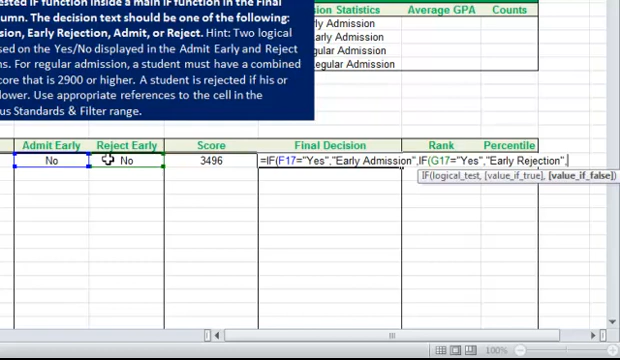 ested IF function inside a main IF function in the Final
umn. The decision text should be one of the following:
sion, Early Rejection, Admit, or Reject. Hint: Two logical
sed on the Yes/No displayed in the Admit Early and Reject
ns. For regular admission, a student must have a combined
core that is 2900 or higher. A student is rejected if his or
lower. Use appropriate references to the cell in the
us Standards & Filter range.
ion Statistics Average GPA Counts
arly Admission
arly Admission
gular Admission
Regular Admission
Admit Early Reject Early Score Final Decision Rank Percentile
No No 3496 =IF(F17="Yes","Early Admission",IF(G17="Yes","Early Rejection",
IF(logical_test, [value_if_true], [value_if_false])
100%